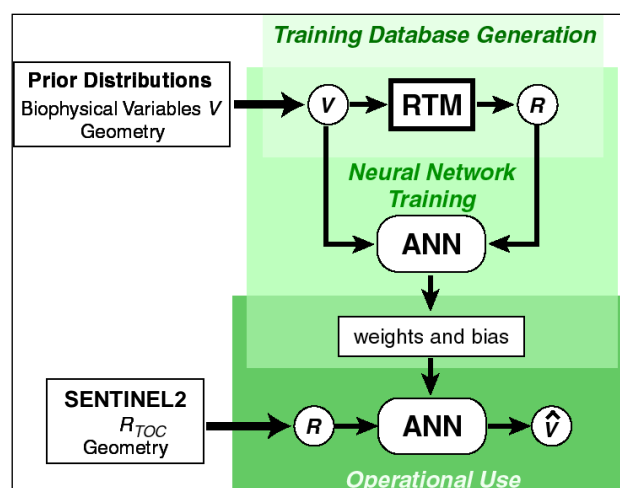 Training Database Generation
Prior Distributions
Biophysical Variables V
Geometry
V
RTM
R
Neural Network
Training
ANN
weights and bias
SENTINEL2
R_TOC
Geometry
R
ANN
V̂
Operational Use